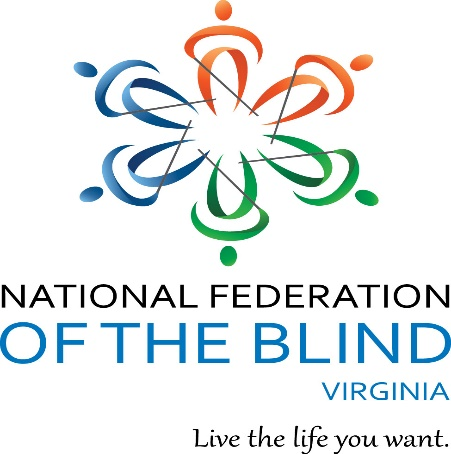 NATIONAL FEDERATION
OF THE BLIND
VIRGINIA
Live the life you want.